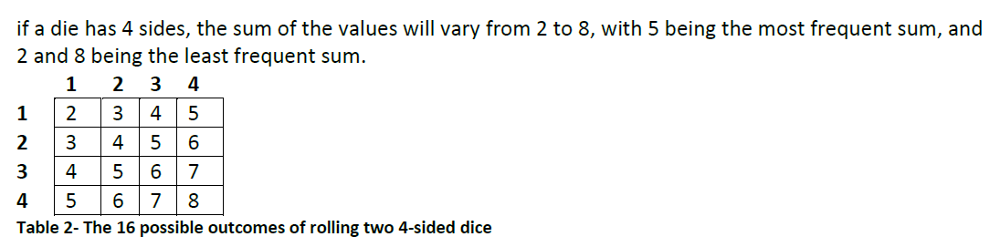 if a die has 4 sides, the sum of the values will vary from 2 to 8, with 5 being the most frequent sum, and
2 and 8 being the least frequent sum.
1 2 3 4
1 2 3 4 5
2 3 4 5 6
3 4 5 6 7
4 5 6 7 8
Table 2- The 16 possible outcomes of rolling two 4-sided dice